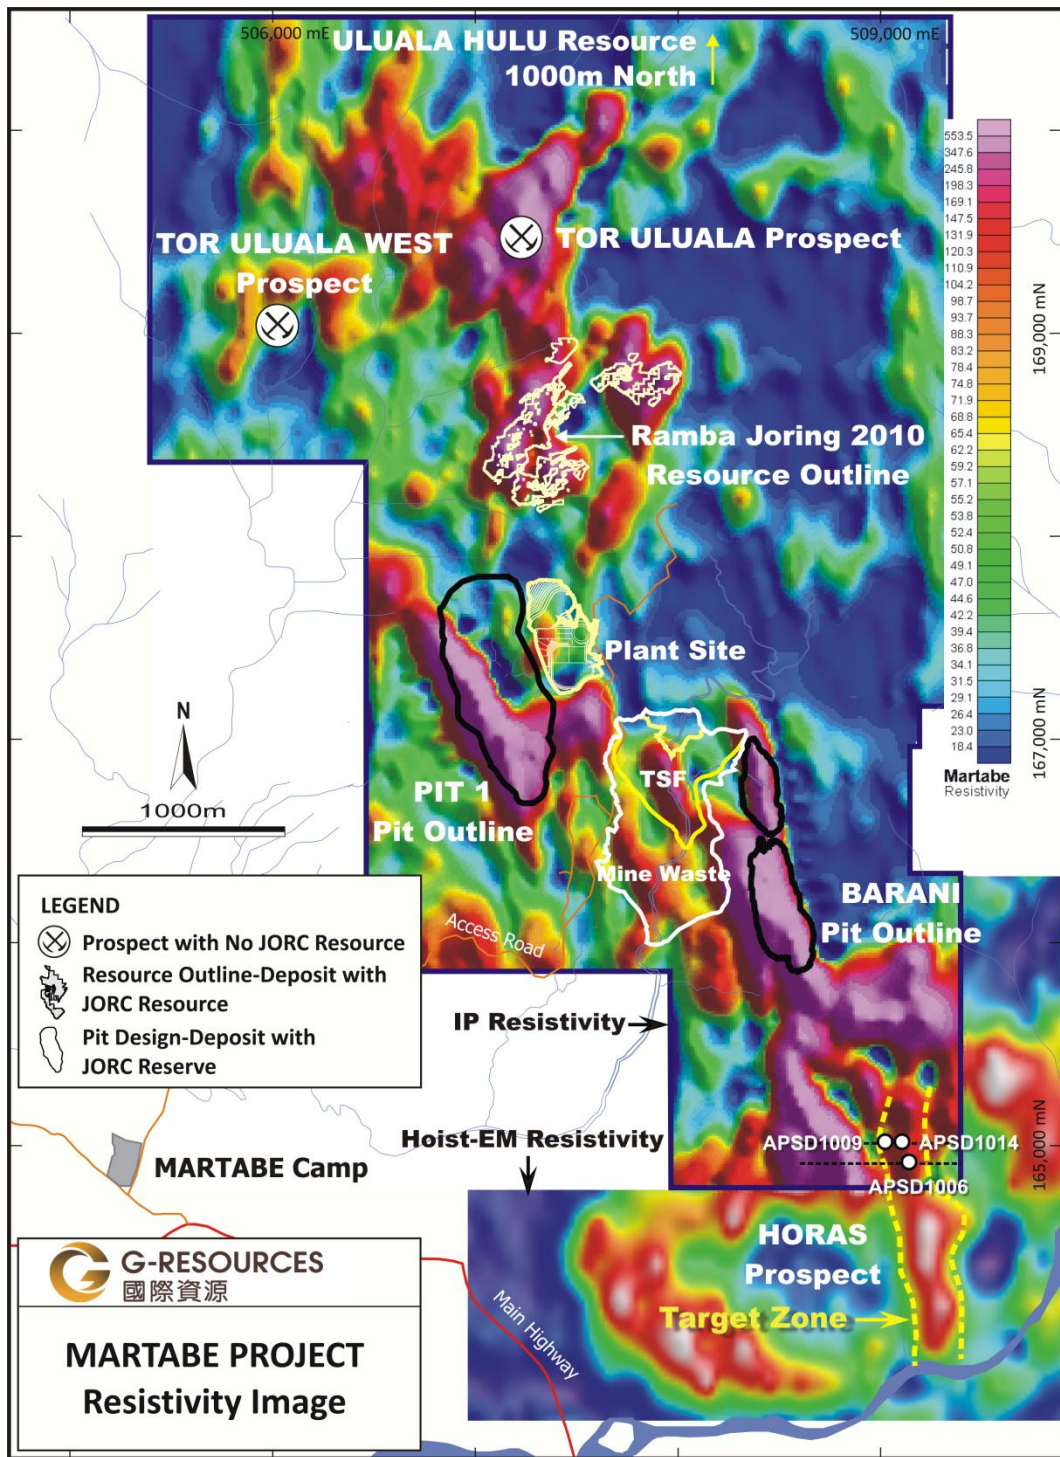 506,000 mE
509,000 mE
ULUALA HULU Resource
1000m North
553.5
347.6
245.8
198.3
169.1
147.5
131.9
120.3
110.9
104.2
98.7
93.7
88.3
83.2
78.4
74.8
71.9
68.8
65.4
62.2
59.2
57.1
55.2
53.8
52.4
50.8
49.1
47.0
44.6
42.2
39.4
36.8
34.1
31.5
29.1
26.4
23.0
18.4
Martabe
Resistivity
169,000 mN
167,000 mN
165,000 mN
TOR ULUALA WEST
Prospect
TOR ULUALA Prospect
Ramba Joring 2010
Resource Outline
Plant Site
N
1000m
PIT 1
Pit Outline
TSF
Mine Waste
BARANI
Pit Outline
Access Road
LEGEND
Prospect with No JORC Resource
Resource Outline-Deposit with
JORC Resource
Pit Design-Deposit with
JORC Reserve
IP Resistivity
Hoist-EM Resistivity
MARTABE Camp
APSD1009
APSD1014
APSD1006
HORAS
Prospect
Target Zone
Main Highway
G-RESOURCES
國際資源
MARTABE PROJECT
Resistivity Image